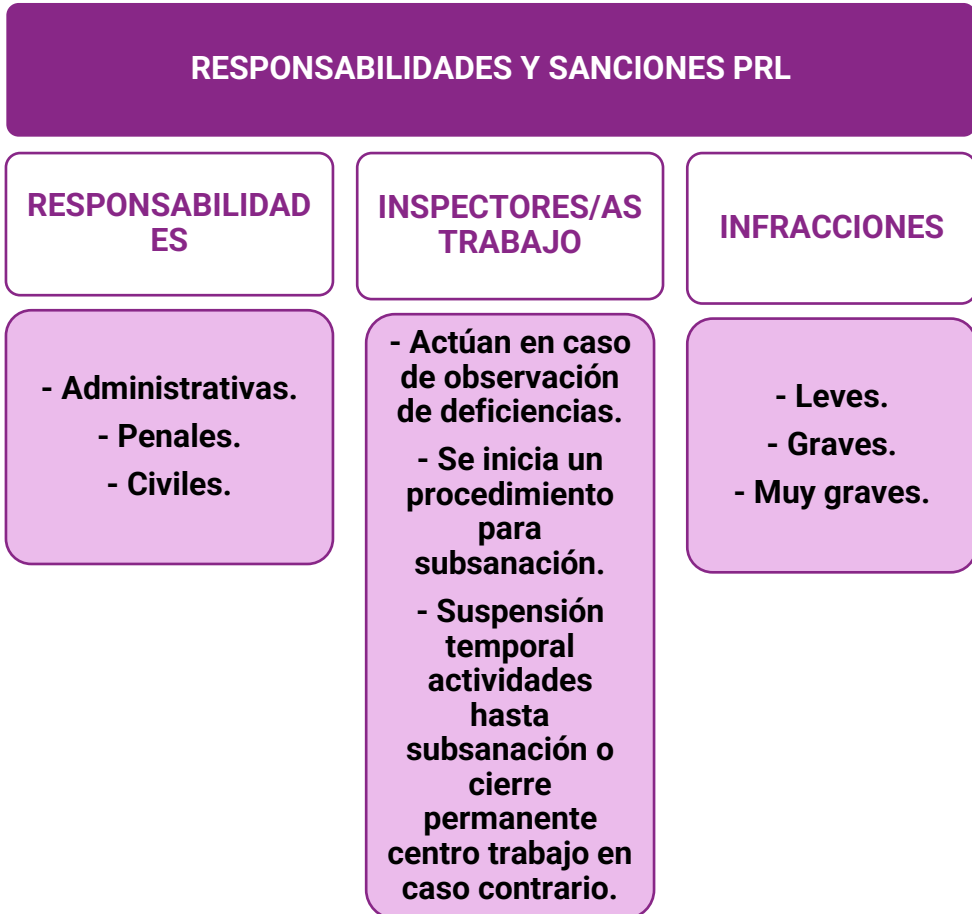 RESPONSABILIDADES Y SANCIONES PRL
RESPONSABILIDAD
ES
- Administrativas.
- Penales.
- Civiles.
INSPECTORES/AS
TRABAJO
- Actúan en caso
de observación
de deficiencias.
- Se inicia un
procedimiento
para
subsanación.
- Suspensión
temporal
actividades
hasta
subsanación o
cierre
permanente
centro trabajo en
caso contrario.
INFRACCIONES
- Leves.
- Graves.
- Muy graves.